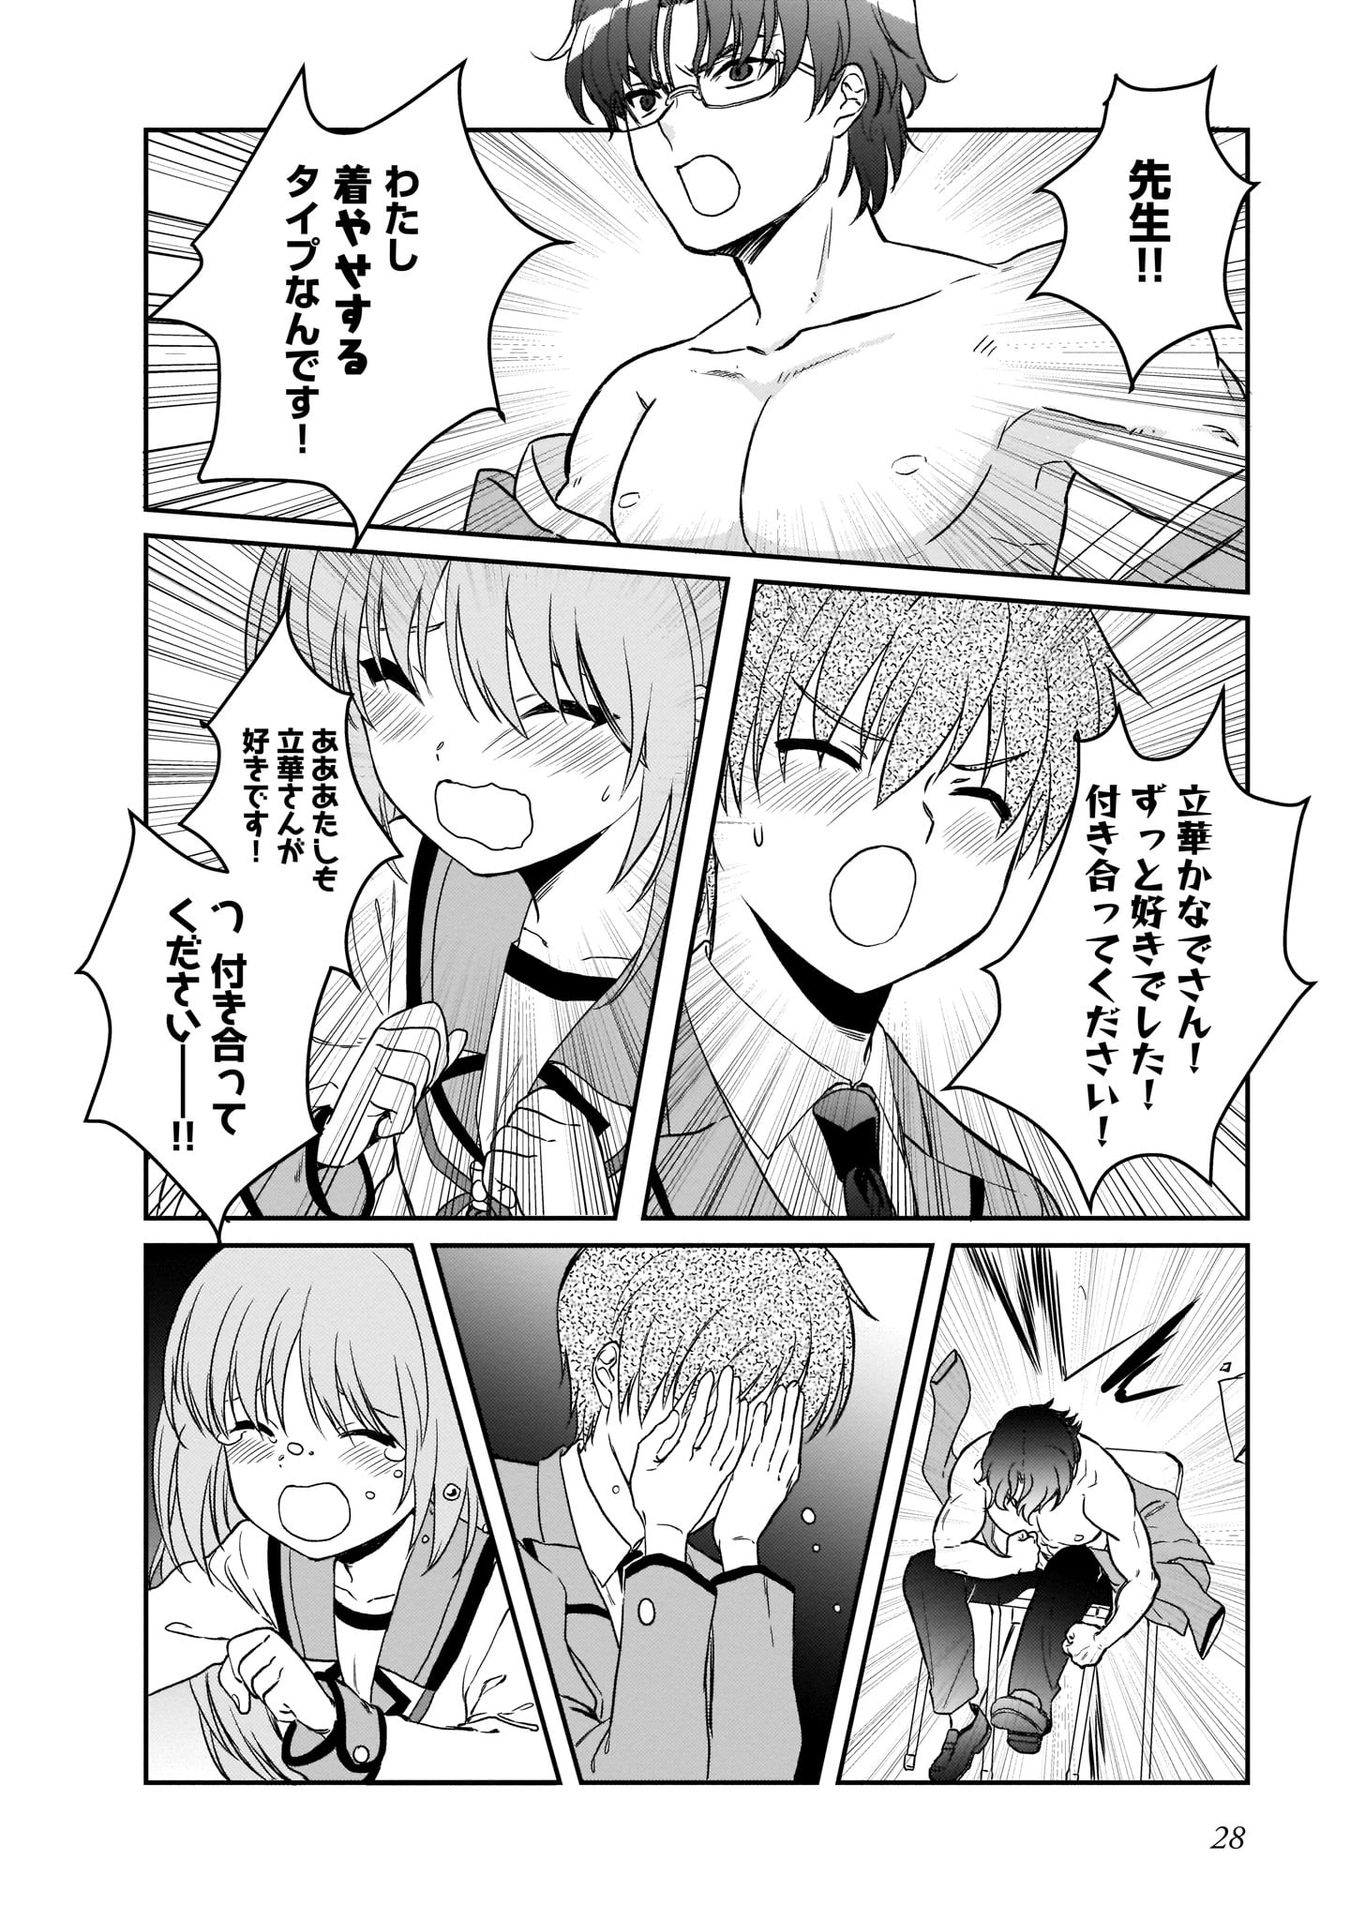 先生!!
わたし
着やせする
タイプなんです!
立華かなでさん!
ずっと好きでした!
付き合ってください!
あああたしも
立華さんが
好きです!
つ 付き合って
ください――!!
28